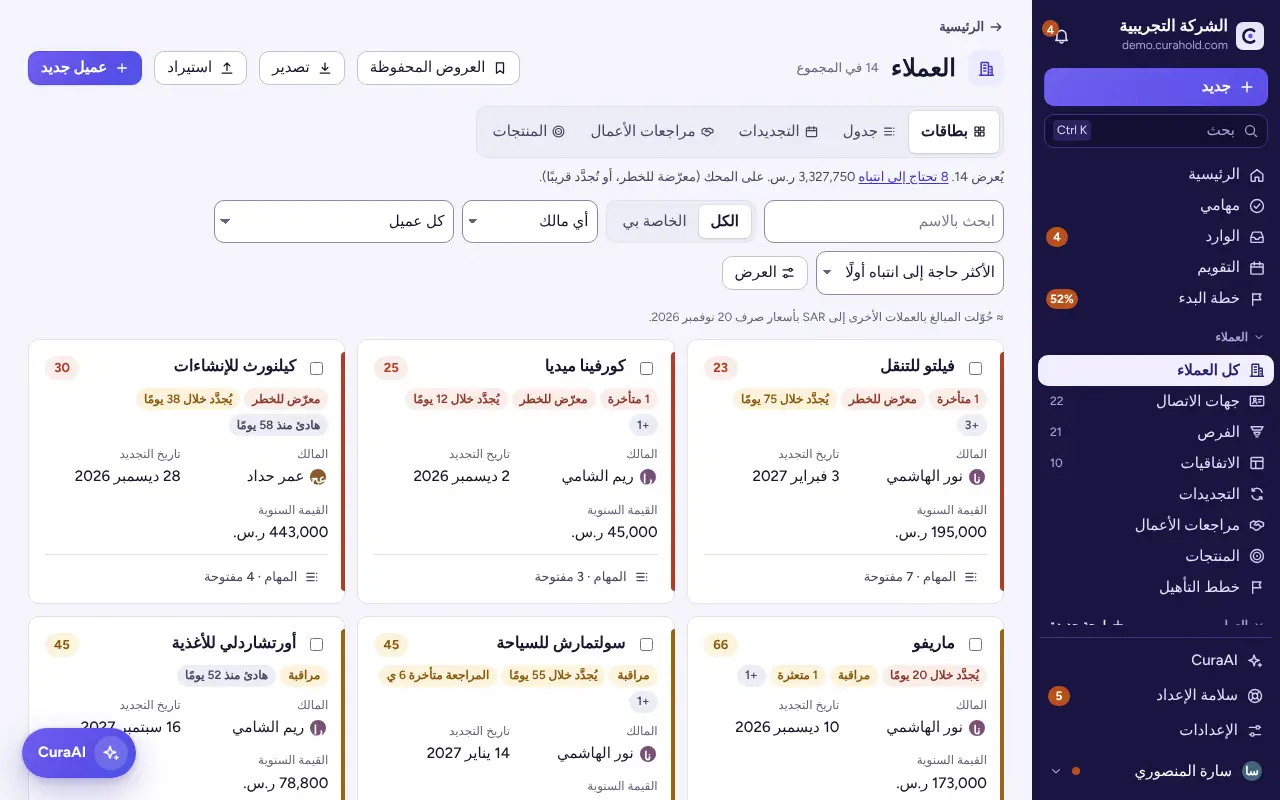 الشركة التجريبية
demo.curahold.com
4
+ جديد
بحث
Ctrl K
الرئيسية
مهامي
الوارد
4
التقويم
خطة البدء
52%
العملاء
كل العملاء
جهات الاتصال
22
الفرص
21
الاتفاقيات
10
التجديدات
مراجعات الأعمال
المنتجات
خطط التأهيل
CuraAI
سلامة الإعداد
5
الإعدادات
سا
سارة المنصوري
→ الرئيسية
العملاء
14 في المجموع
العروض المحفوظة
تصدير
استيراد
+ عميل جديد
بطاقات
جدول
التجديدات
مراجعات الأعمال
المنتجات
يُعرض 14. 8 تحتاج إلى انتباه 3,327,750 ر.س. على المحك (معرّضة للخطر، أو تُجدَّد قريبًا).
ابحث بالاسم
الكل
الخاصة بي
أي مالك
كل عميل
الأكثر حاجة إلى انتباه أولًا
العرض
≈ حُوّلت المبالغ بالعملات الأخرى إلى SAR بأسعار صرف 20 نوفمبر 2026.
فيلتو للتنقل
23
1 متأخرة
معرّض للخطر
يُجدَّد خلال 75 يومًا
+3
المالك
تاريخ التجديد
نور الهاشمي
3 فبراير 2027
القيمة السنوية
195,000 ر.س.
المهام · 7 مفتوحة
كورفينا ميديا
25
1 متأخرة
معرّض للخطر
يُجدَّد خلال 12 يومًا
+1
المالك
تاريخ التجديد
ريم الشامي
2 ديسمبر 2026
القيمة السنوية
45,000 ر.س.
المهام · 3 مفتوحة
كيلنورث للإنشاءات
30
معرّض للخطر
يُجدَّد خلال 38 يومًا
هادئ منذ 58 يومًا
المالك
تاريخ التجديد
عمر حداد
28 ديسمبر 2026
القيمة السنوية
443,000 ر.س.
المهام · 4 مفتوحة
ماريفو
66
يُجدَّد خلال 20 يومًا
مراقبة
1 متعثرة
+1
المالك
تاريخ التجديد
نور الهاشمي
10 ديسمبر 2026
القيمة السنوية
173,000 ر.س.
سولتمارش للسياحة
45
مراقبة
يُجدَّد خلال 55 يومًا
المراجعة متأخرة 6 ي
+1
المالك
تاريخ التجديد
نور الهاشمي
14 يناير 2027
القيمة السنوية
أورتشاردلي للأغذية
45
مراقبة
هادئ منذ 52 يومًا
المالك
تاريخ التجديد
ريم الشامي
16 سبتمبر 2027
القيمة السنوية
78,800 ر.س.
CuraAI